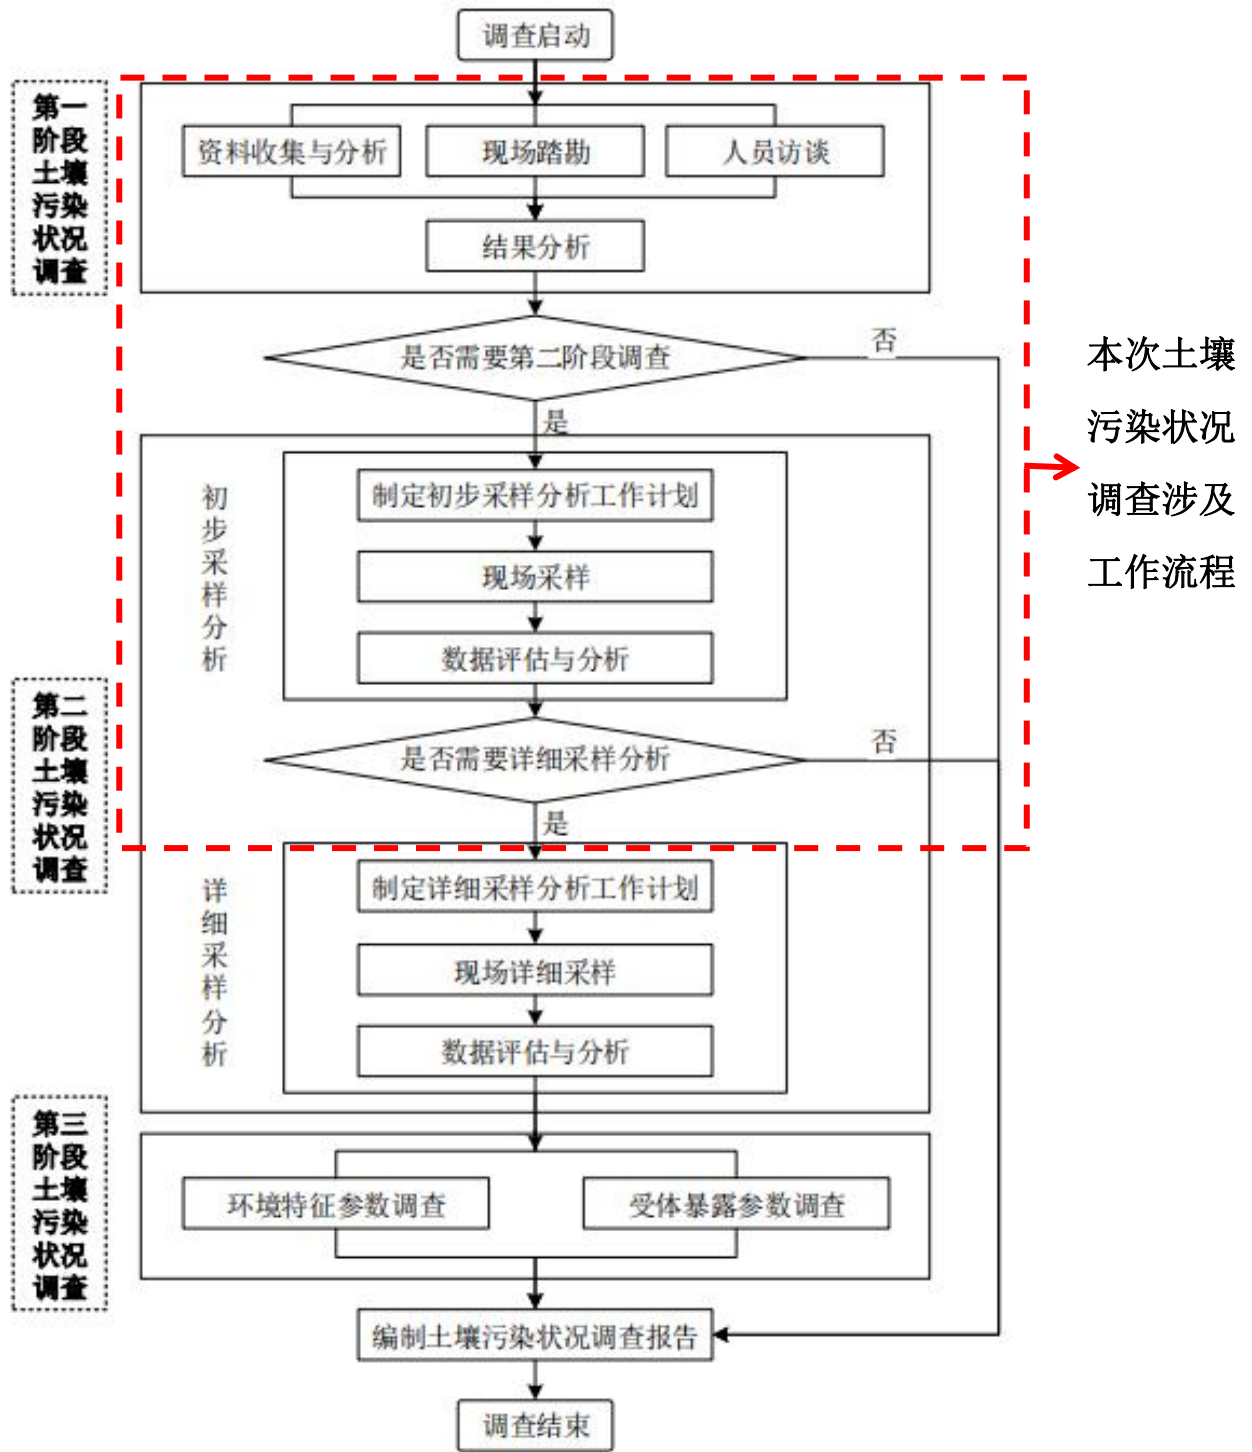 调查启动
第一
阶段
土壤
污染
状况
调查
资料收集与分析
现场踏勘
人员访谈
结果分析
是否需要第二阶段调查
否
是
本次土壤
污染状况
调查涉及
工作流程
初
步
采
样
分
析
制定初步采样分析工作计划
现场采样
数据评估与分析
第二
阶段
土壤
污染
状况
调查
是否需要详细采样分析
否
是
详
细
采
样
分
析
制定详细采样分析工作计划
现场详细采样
数据评估与分析
第三
阶段
土壤
污染
状况
调查
环境特征参数调查
受体暴露参数调查
编制土壤污染状况调查报告
调查结束